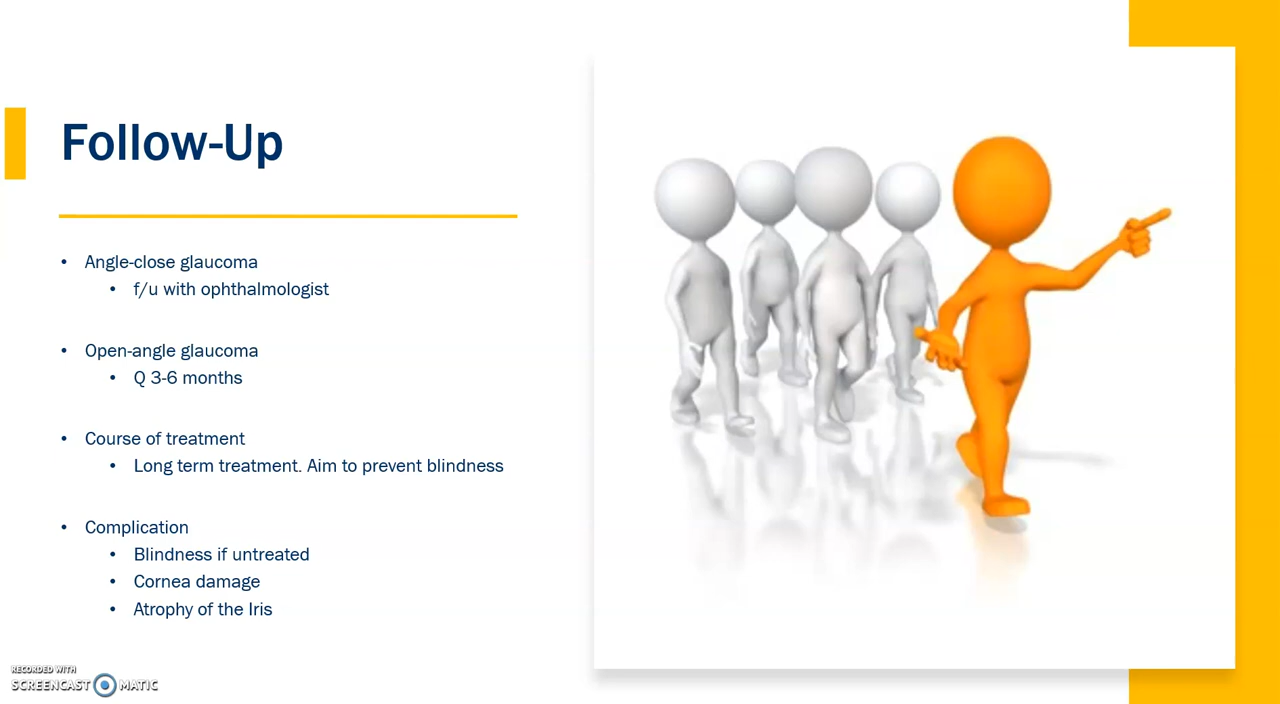 Follow-Up
• Angle-close glaucoma
• f/u with ophthalmologist
• Open-angle glaucoma
• Q 3-6 months
• Course of treatment
• Long term treatment. Aim to prevent blindness
• Complication
• Blindness if untreated
• Cornea damage
• Atrophy of the Iris
RECORDED WITH
SCREENCAST MATIC